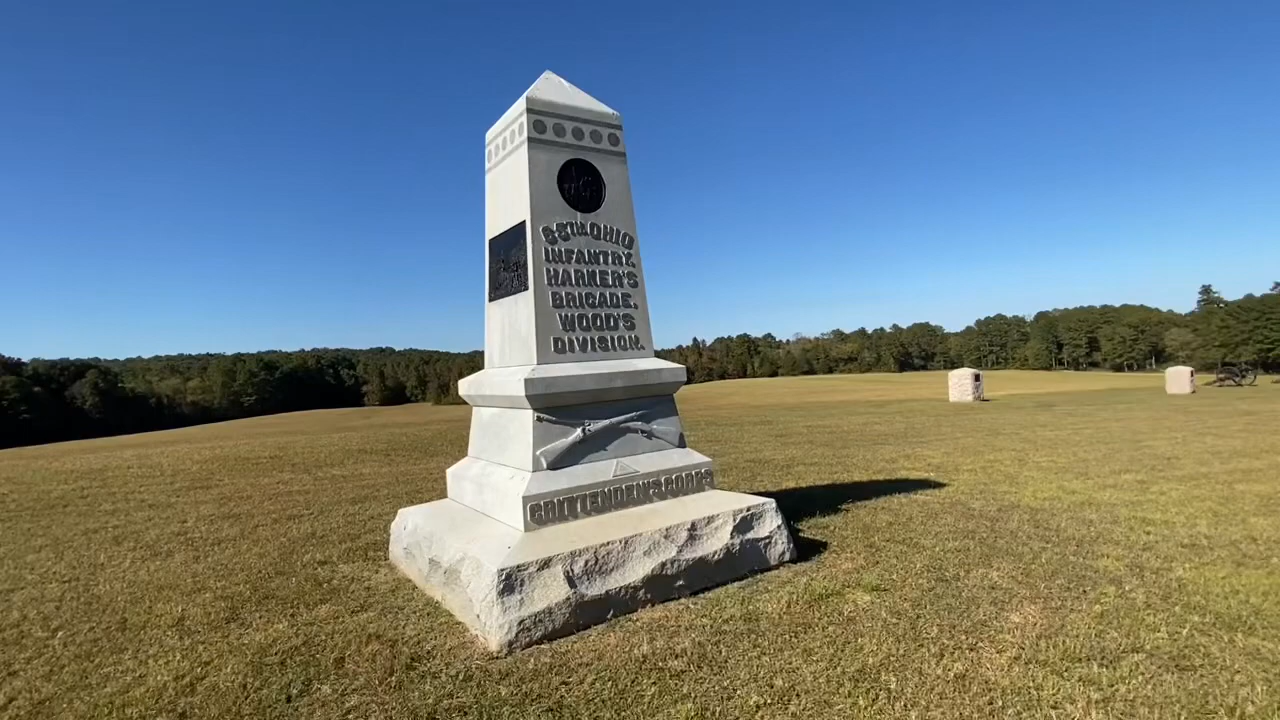 65TH OHIO
INFANTRY,
HARKER'S
BRIGADE,
WOOD'S
DIVISION.
CRITTENDEN'S CORPS